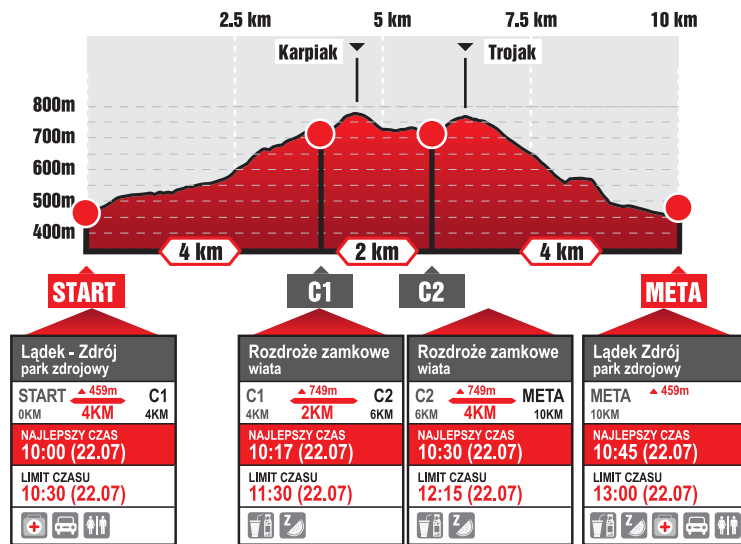 2.5 km 5 km 7.5 km 10 km
Karpiak Trojak
800m
700m
600m
500m
400m
4 km 2 km 4 km
START C1 C2 META
Lądek - Zdrój
park zdrojowy
START 459m C1
0KM 4KM 4KM
NAJLEPSZY CZAS
10:00 (22.07)
LIMIT CZASU
10:30 (22.07)
Rozdroże zamkowe
wiata
C1 749m C2
4KM 2KM 6KM
NAJLEPSZY CZAS
10:17 (22.07)
LIMIT CZASU
11:30 (22.07)
Z
Rozdroże zamkowe
wiata
C2 749m META
6KM 4KM 10KM
NAJLEPSZY CZAS
10:30 (22.07)
LIMIT CZASU
12:15 (22.07)
Z
Lądek Zdrój
park zdrojowy
META 459m
10KM
NAJLEPSZY CZAS
10:45 (22.07)
LIMIT CZASU
13:00 (22.07)
Z